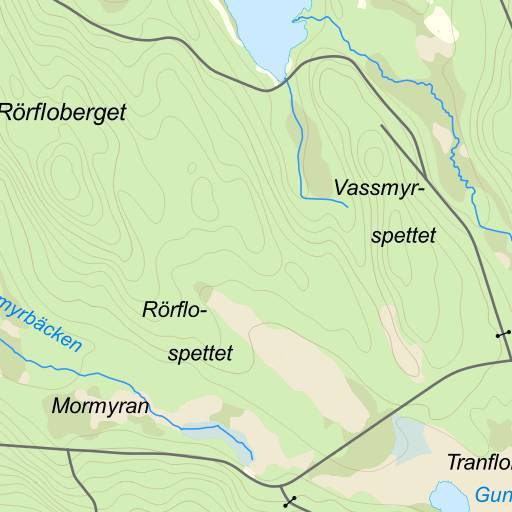 Rörfloberget
Vassmyr-
spettet
Rörflo-
spettet
myrbäcken
Mormyran
Tranflo
Gun